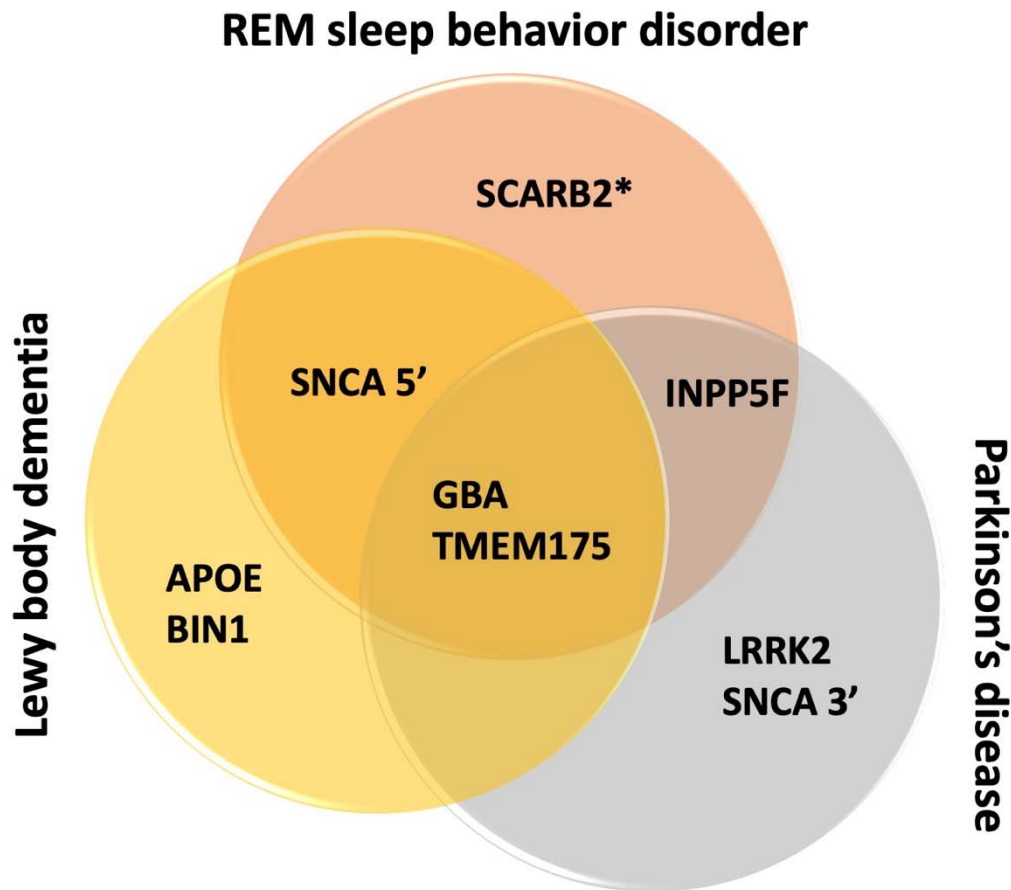 REM sleep behavior disorder
SCARB2*
Lewy body dementia
SNCA 5’
INPP5F
Parkinson’s disease
GBA
TMEM175
APOE
BIN1
LRRK2
SNCA 3’